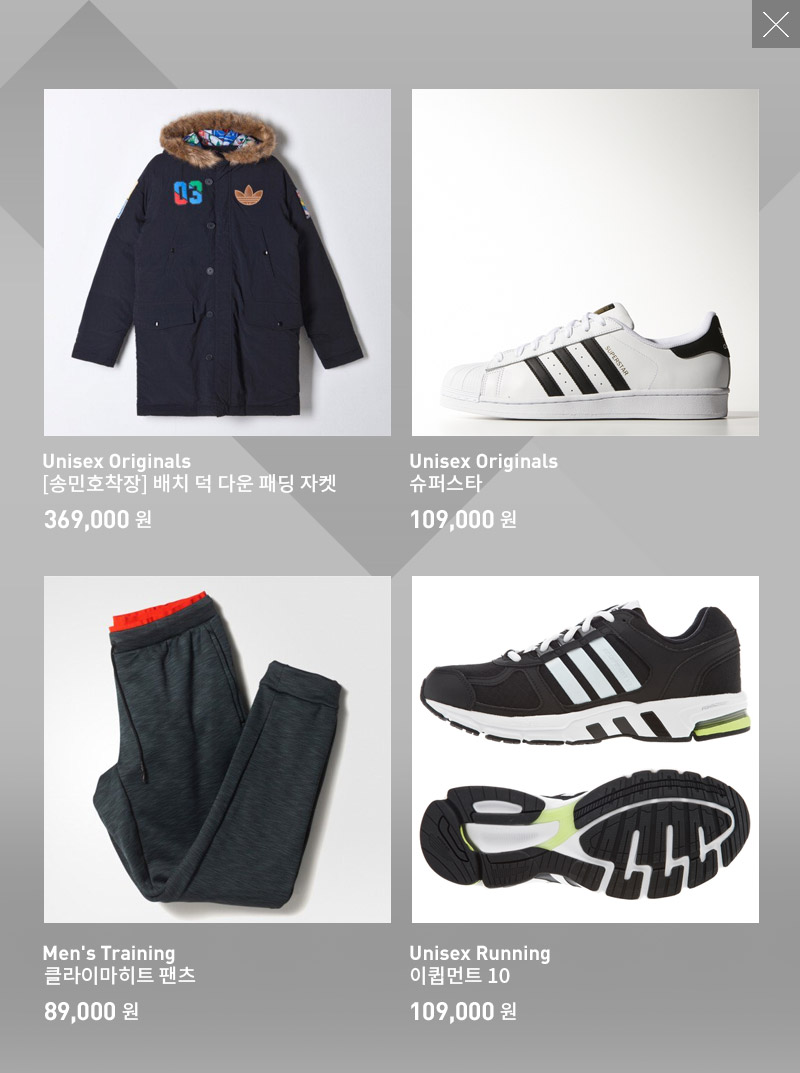 03
Unisex Originals
[송민호착장] 배치 덕 다운 패딩 자켓
369,000 원
SUPERSTAR
Unisex Originals
슈퍼스타
109,000 원
Men's Training
클라이마히트 팬츠
89,000 원
Unisex Running
이큅먼트 10
109,000 원